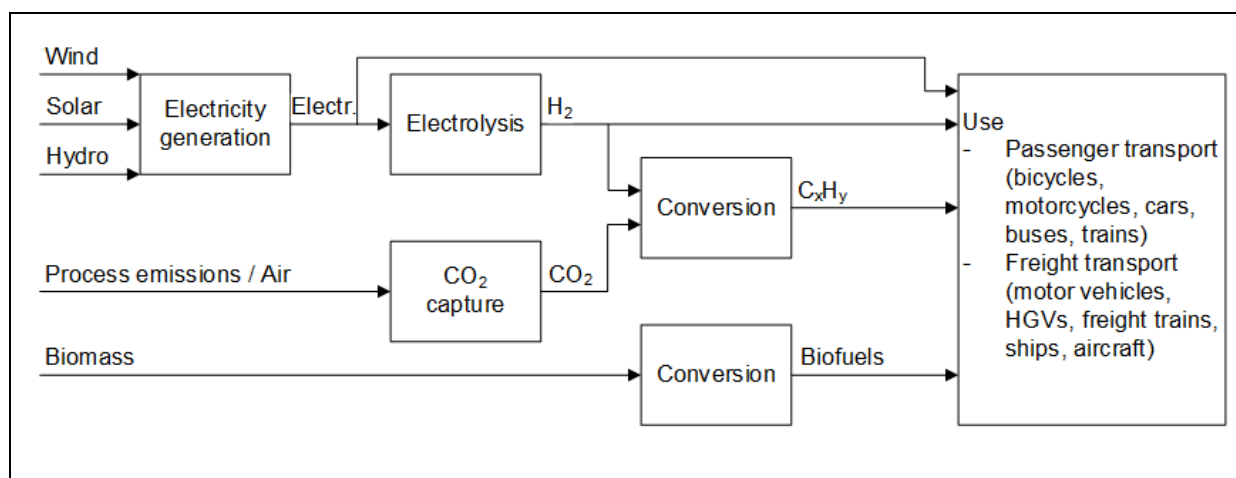 Wind
Solar
Hydro
Electricity
generation
Electr.
Electrolysis
H₂
Process emissions / Air
CO₂
capture
CO₂
Conversion
CₓHᵧ
Biomass
Conversion
Biofuels
Use
- Passenger transport
(bicycles,
motorcycles, cars,
buses, trains)
- Freight transport
(motor vehicles,
HGVs, freight trains,
ships, aircraft)